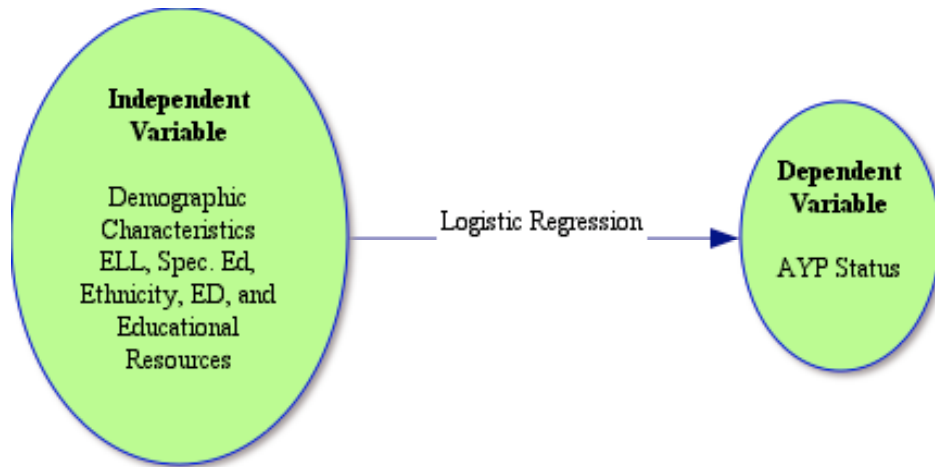 Independent
Variable
Demographic
Characteristics
ELL, Spec. Ed,
Ethnicity, ED, and
Educational
Resources
Logistic Regression
Dependent
Variable
AYP Status